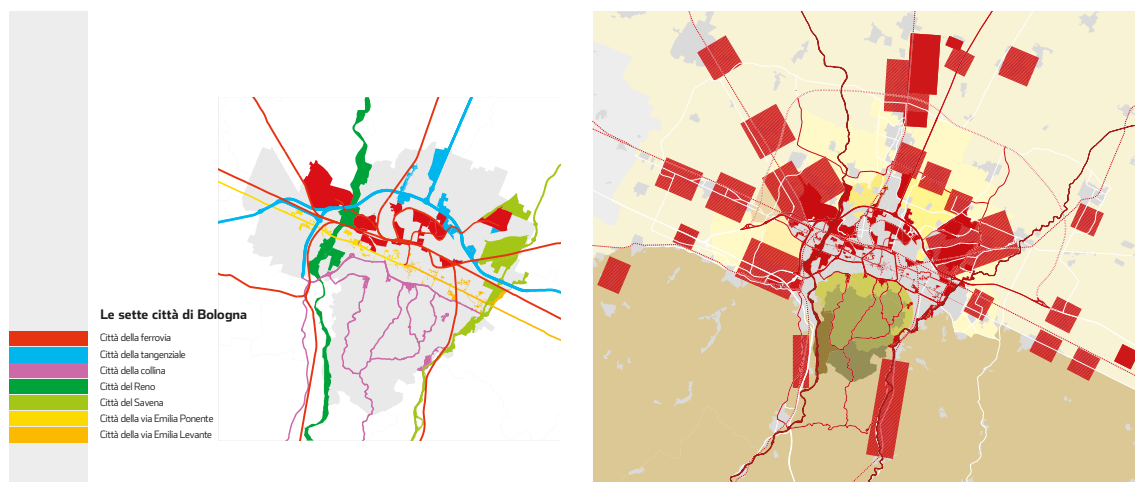 Le sette città di Bologna
Città della ferrovia
Città della tangenziale
Città della collina
Città del Reno
Città del Savena
Città della via Emilia Ponente
Città della via Emilia Levante